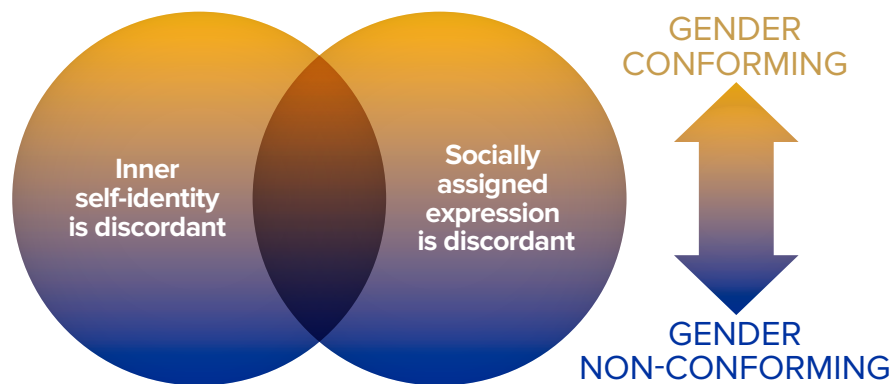 Inner
self-identity
is discordant
Socially
assigned
expression
is discordant
GENDER
CONFORMING
GENDER
NON-CONFORMING